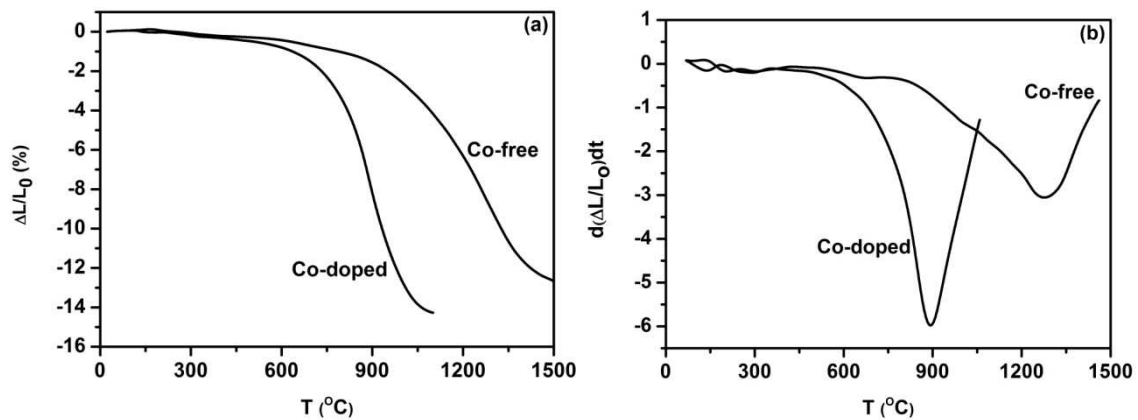 (a)
0
-2
-4
-6
-8
-10
-12
-14
-16
ΔL/L0 (%)
Co-free
Co-doped
0 300 600 900 1200 1500
T (°C)
(b)
1
0
-1
-2
-3
-4
-5
-6
d(ΔL/Lo)dt
Co-free
Co-doped
0 300 600 900 1200 1500
T (°C)